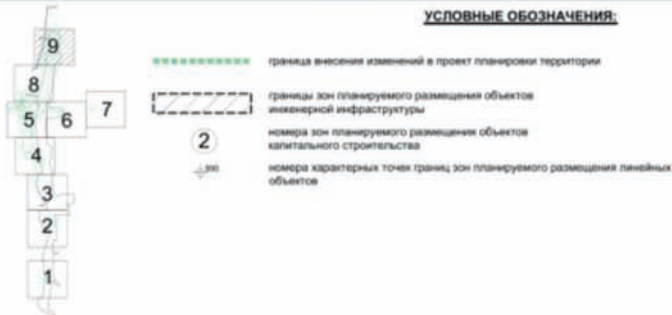 УСЛОВНЫЕ ОБОЗНАЧЕНИЯ:
9
8
7
5
6
4
3
2
1
граница внесения изменений в проект планировки территории
границы зон планируемого размещения объектов
инженерной инфраструктуры
2
номера зон планируемого размещения объектов
капитального строительства
номера характерных точек границ зон планируемого размещения линейных
объектов